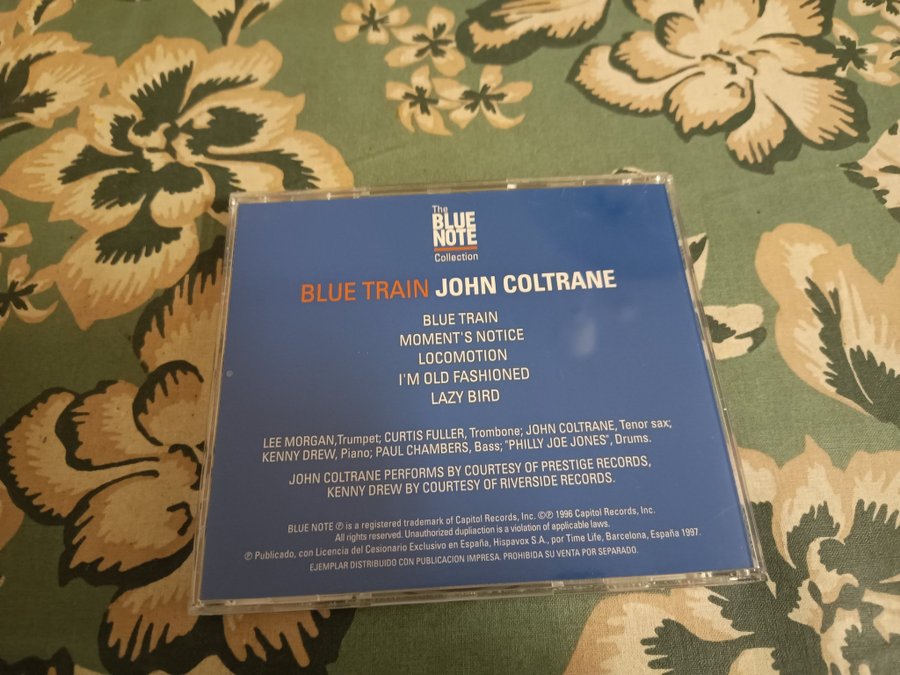 The
BLUE
NOTE
Collection
BLUE TRAIN JOHN COLTRANE
BLUE TRAIN
MOMENT'S NOTICE
LOCOMOTION
I'M OLD FASHIONED
LAZY BIRD
LEE MORGAN,Trumpet; CURTIS FULLER, Trombone; JOHN COLTRANE, Tenor sax;
KENNY DREW, Piano; PAUL CHAMBERS, Bass; "PHILLY JOE JONES", Drums.
JOHN COLTRANE PERFORMS BY COURTESY OF PRESTIGE RECORDS,
KENNY DREW BY COURTESY OF RIVERSIDE RECORDS.
BLUE NOTE ℗ is a registered trademark of Capitol Records, Inc. ©℗ 1996 Capitol Records, Inc.
All rights reserved. Unauthorized dupliaction is a violation of applicable laws.
℗ Publicado, con Licencia del Cesionario Exclusivo en España, Hispavox S.A., por Time Life, Barcelona, España 1997.
EJEMPLAR DISTRIBUIDO CON PUBLICACION IMPRESA. PROHIBIDA SU VENTA POR SEPARADO.